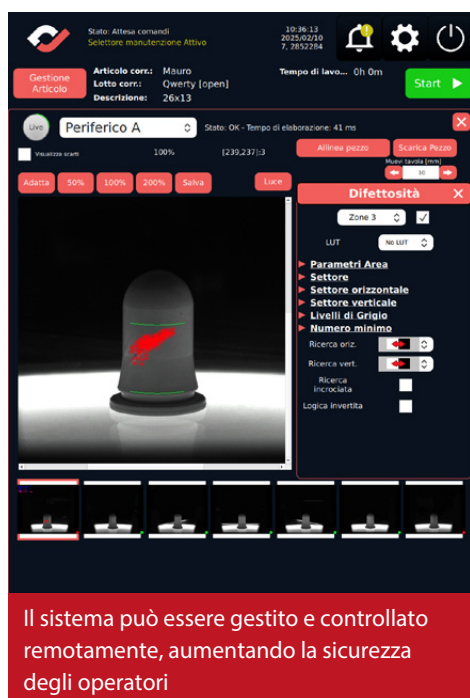 Stato: Attesa comandi
Selettore manutenzione Attivo
10:36:13
2025/02/10
7, 2852284
1
Gestione
Articolo
Articolo corr.: Mauro
Lotto corr.: Qwerty [open]
Descrizione: 26x13
Tempo di lavo... 0h 0m
Start
Live
Periferico A
Stato: OK - Tempo di elaborazione: 41 ms
Visualizza scarti
100%
[239,237]:3
Allinea pezzo
Scarica Pezzo
Muovi tavola [mm]
10
Adatta
50%
100%
200%
Salva
Luce
Difettosità
Zone 3
LUT
No LUT
Parametri Area
Settore
Settore orizzontale
Settore verticale
Livelli di Grigio
Numero minimo
Ricerca oriz.
Ricerca vert.
Ricerca
incrociata
Logica invertita
Il sistema può essere gestito e controllato
remotamente, aumentando la sicurezza
degli operatori